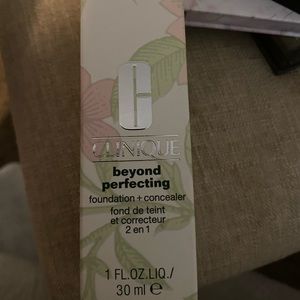 CLINIQUE
beyond
perfecting
foundation + concealer
fond de teint
et correcteur
2 en 1
1 FL.OZ.LIQ./
30 ml e